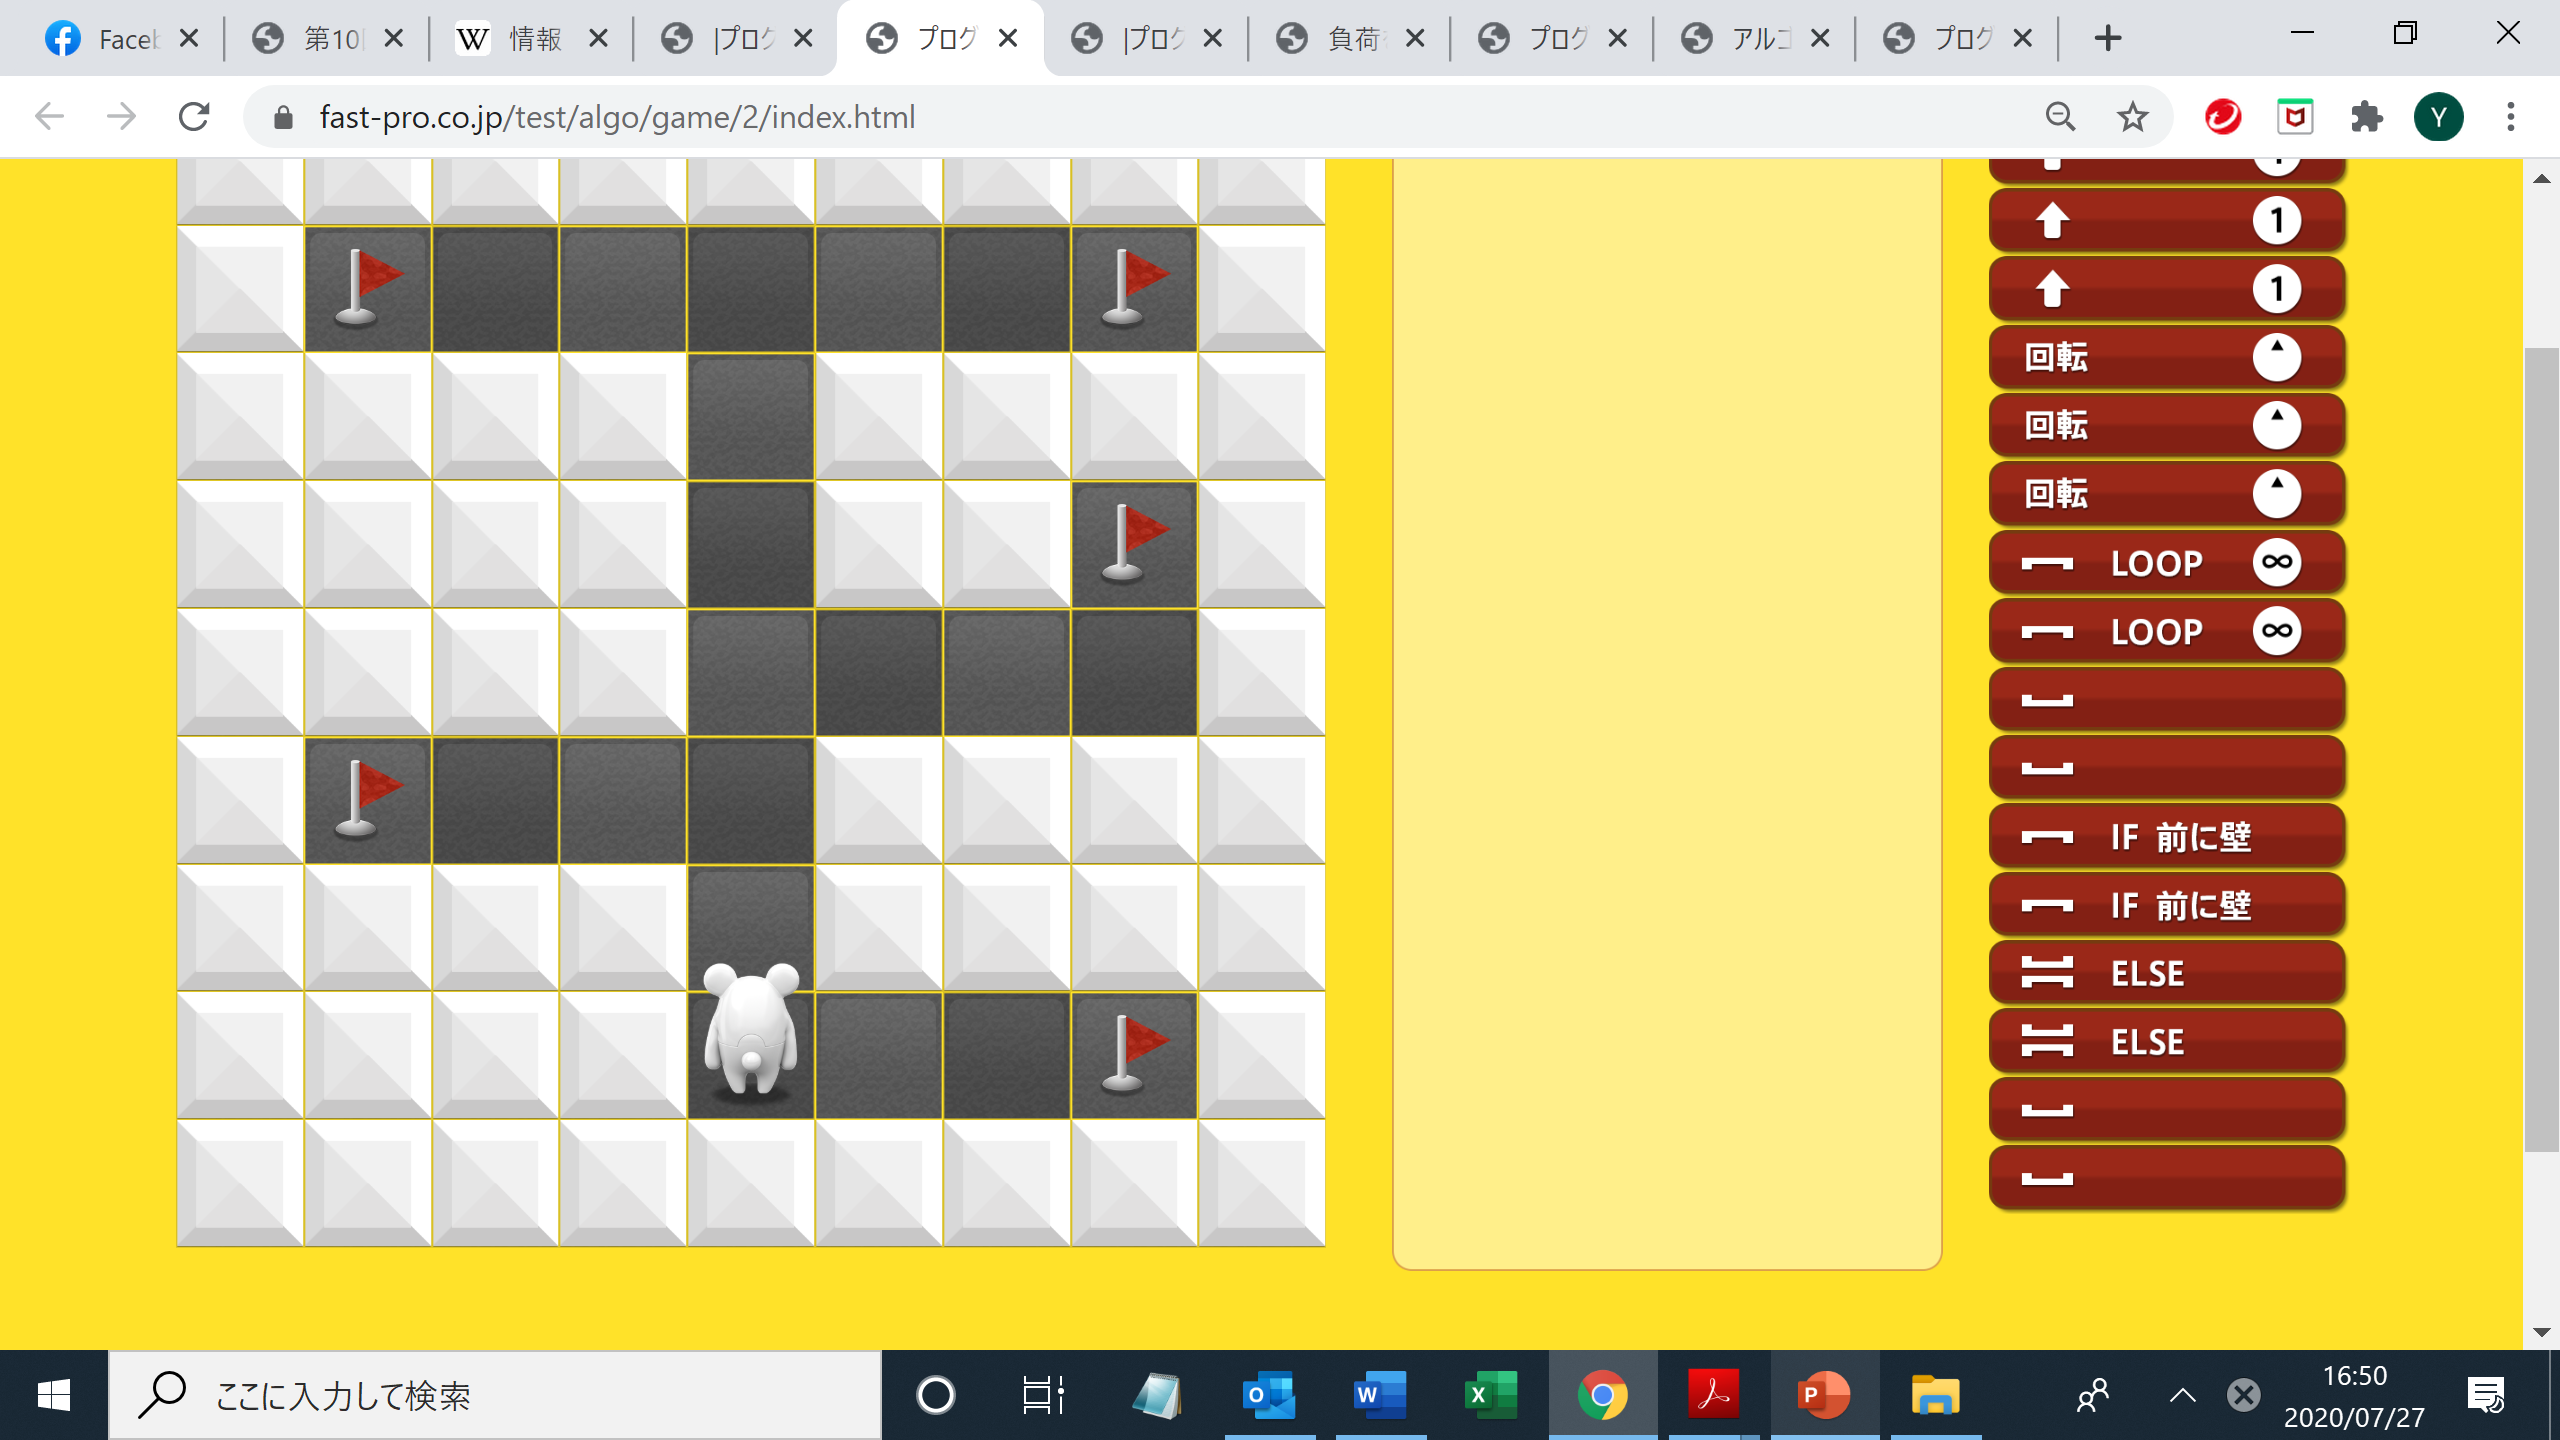 Faceb
第10
W 情報
|プログ
プログ
|プログ
負荷
プログ
アルゴ
プログ
fast-pro.co.jp/test/algo/game/2/index.html
Y
1
1
回転
回転
回転
LOOP ∞
LOOP ∞
IF 前に壁
IF 前に壁
ELSE
ELSE
ここに入力して検索
16:50
2020/07/27